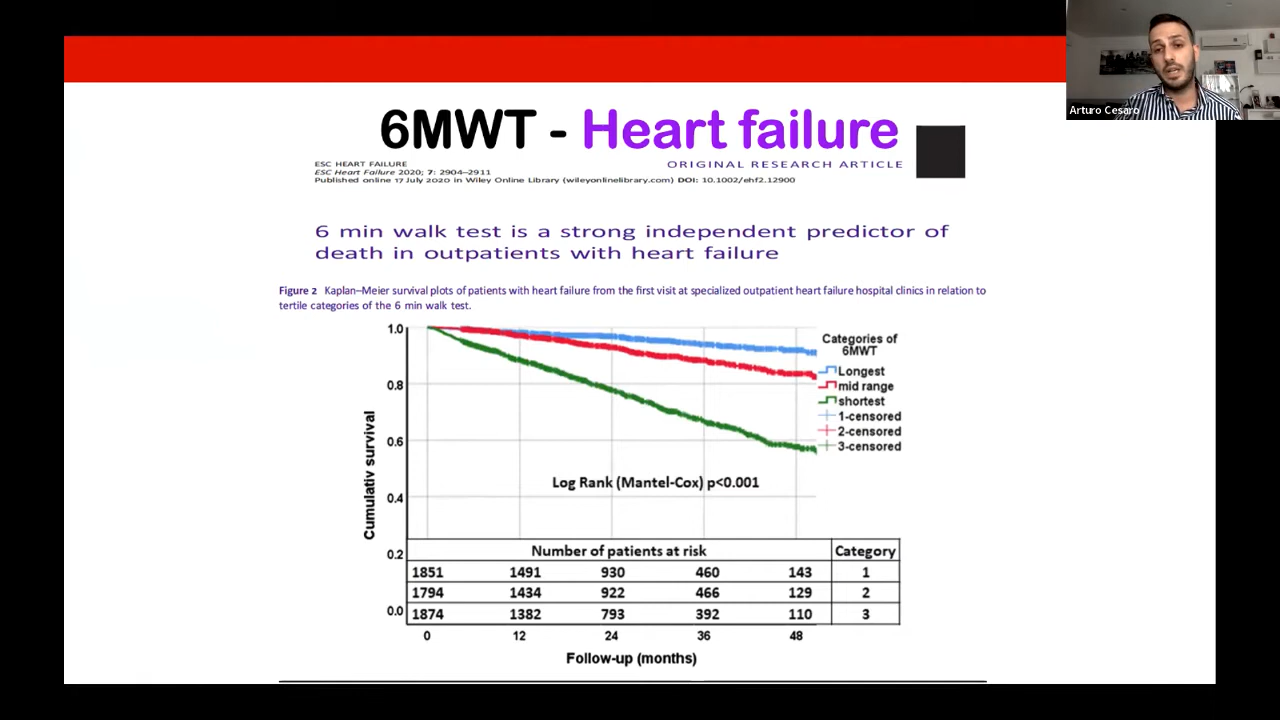 Arturo Cesaro
6MWT - Heart failure
ESC HEART FAILURE
ORIGINAL RESEARCH ARTICLE
ESC Heart Failure 2020; 7: 2904–2911
Published online 17 July 2020 in Wiley Online Library (wileyonlinelibrary.com) DOI: 10.1002/ehf2.12900
6 min walk test is a strong independent predictor of
death in outpatients with heart failure
Figure 2 Kaplan–Meier survival plots of patients with heart failure from the first visit at specialized outpatient heart failure hospital clinics in relation to
tertile categories of the 6 min walk test.
1.0
0.8
0.6
0.4
0.2
0.0
Cumulativ survival
Categories of
6MWT
Longest
mid range
shortest
1-censored
2-censored
3-censored
Log Rank (Mantel-Cox) p<0.001
Number of patients at risk Category
1851 1491 930 460 143 1
1794 1434 922 466 129 2
1874 1382 793 392 110 3
0 12 24 36 48
Follow-up (months)